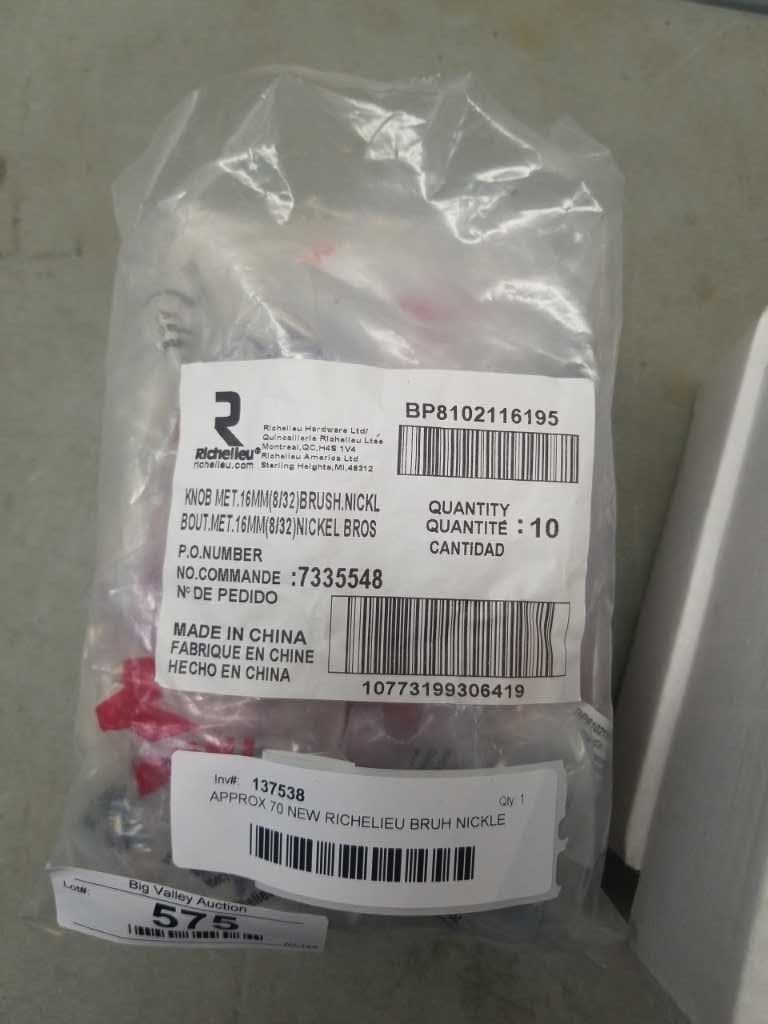 Richelieu®
richelieu.com
Richelieu Hardware Ltd/
Quincaillerie Richelieu Ltée
Montreal,QC,H4S 1V4
Richelieu America Ltd
Sterling Heights,MI,48312
BP8102116195
KNOB MET.16MM(8/32)BRUSH.NICKL
BOUT.MET.16MM(8/32)NICKEL BROS
QUANTITY
QUANTITÉ : 10
CANTIDAD
P.O.NUMBER
NO.COMMANDE :7335548
N° DE PEDIDO
MADE IN CHINA
FABRIQUE EN CHINE
HECHO EN CHINA
10773199306419
Inv#: 137538
Qty 1
APPROX 70 NEW RICHELIEU BRUH NICKLE
Big Valley Auction
Lot#:
575